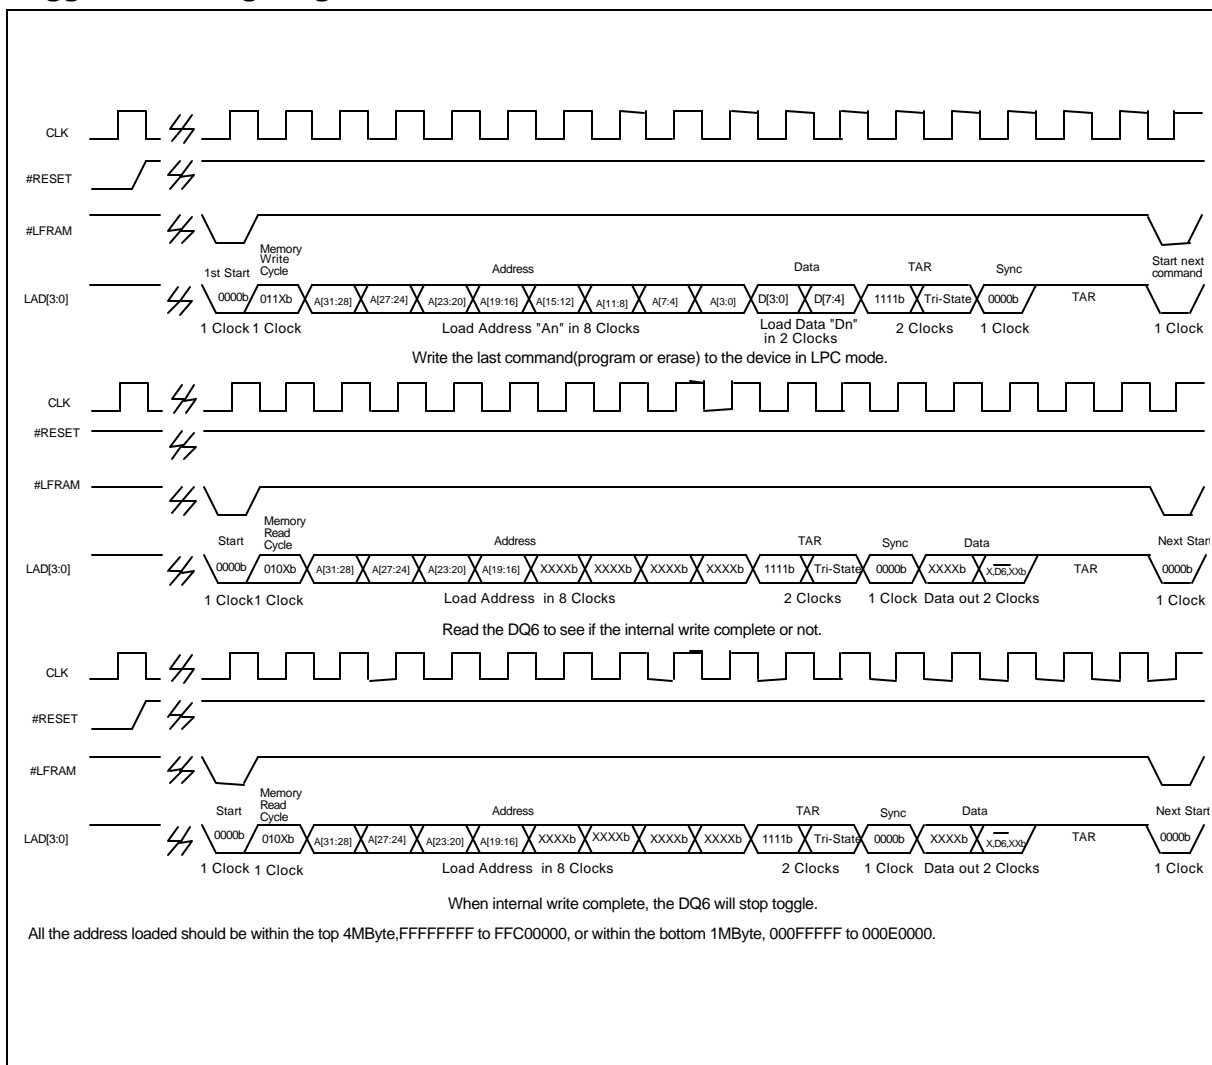 CLK
#RESET
#LFRAM
1st Start
Memory
Write
Cycle
Address
Data
TAR
Sync
Start next
command
LAD[3:0]
0000b 011Xb A[31:28] A[27:24] A[23:20] A[19:16] A[15:12] A[11:8] A[7:4] A[3:0] D[3:0] D[7:4] 1111b Tri-State 0000b TAR
1 Clock 1 Clock Load Address "An" in 8 Clocks Load Data "Dn"
in 2 Clocks
2 Clocks 1 Clock 1 Clock
Write the last command(program or erase) to the device in LPC mode.
CLK
#RESET
#LFRAM
Start
Memory
Read
Cycle
Address
TAR
Sync
Data
Next Start
LAD[3:0]
0000b 010Xb A[31:28] A[27:24] A[23:20] A[19:16] XXXXb XXXXb XXXXb XXXXb 1111b Tri-State 0000b XXXXb X,D6,XXb TAR 0000b
1 Clock 1 Clock Load Address in 8 Clocks 2 Clocks 1 Clock Data out 2 Clocks 1 Clock
Read the DQ6 to see if the internal write complete or not.
CLK
#RESET
#LFRAM
Start
Memory
Read
Cycle
Address
TAR
Sync
Data
Next Start
LAD[3:0]
0000b 010Xb A[31:28] A[27:24] A[23:20] A[19:16] XXXXb XXXXb XXXXb XXXXb 1111b Tri-State 0000b XXXXb X,D6,XXb TAR 0000b
1 Clock 1 Clock Load Address in 8 Clocks 2 Clocks 1 Clock Data out 2 Clocks 1 Clock
When internal write complete, the DQ6 will stop toggle.
All the address loaded should be within the top 4MByte,FFFFFFFF to FFC00000, or within the bottom 1MByte, 000FFFFF to 000E0000.